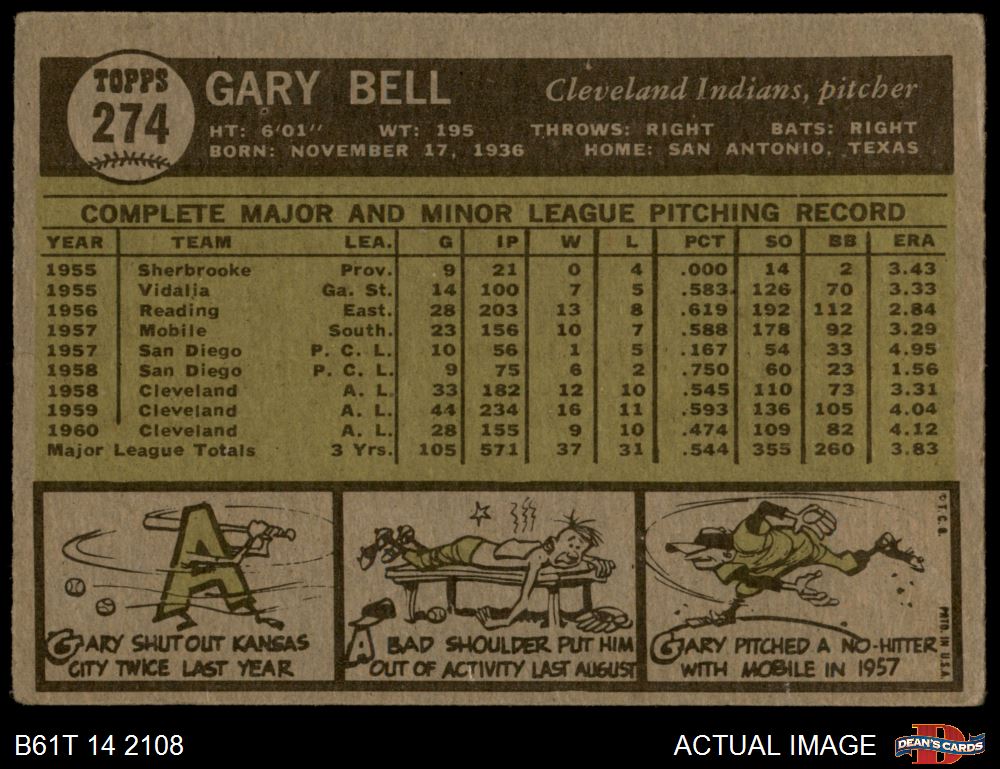 TOPPS
274
GARY BELL
Cleveland Indians, pitcher
HT: 6'01" WT: 195 THROWS: RIGHT BATS: RIGHT
BORN: NOVEMBER 17, 1936 HOME: SAN ANTONIO, TEXAS
COMPLETE MAJOR AND MINOR LEAGUE PITCHING RECORD
YEAR TEAM LEA. G IP W L PCT SO BB ERA
1955 Sherbrooke Prov. 9 21 0 4 .000 14 2 3.43
1955 Vidalia Ga. St. 14 100 7 5 .583 126 70 3.33
1956 Reading East. 28 203 13 8 .619 192 112 2.84
1957 Mobile South. 23 156 10 7 .588 178 92 3.29
1957 San Diego P. C. L. 10 56 1 5 .167 54 33 4.95
1958 San Diego P. C. L. 9 75 6 2 .750 60 23 1.56
1958 Cleveland A. L. 33 182 12 10 .545 110 73 3.31
1959 Cleveland A. L. 44 234 16 11 .593 136 105 4.04
1960 Cleveland A. L. 28 155 9 10 .474 109 82 4.12
Major League Totals 3 Yrs. 105 571 37 31 .544 355 260 3.83
A
GARY SHUT OUT KANSAS
CITY TWICE LAST YEAR
A BAD SHOULDER PUT HIM
OUT OF ACTIVITY LAST AUGUST
GARY PITCHED A NO-HITTER
WITH MOBILE IN 1957
© T.C.G. PRTD IN U.S.A.
B61T 14 2108
ACTUAL IMAGE
D
DEAN'S CARDS